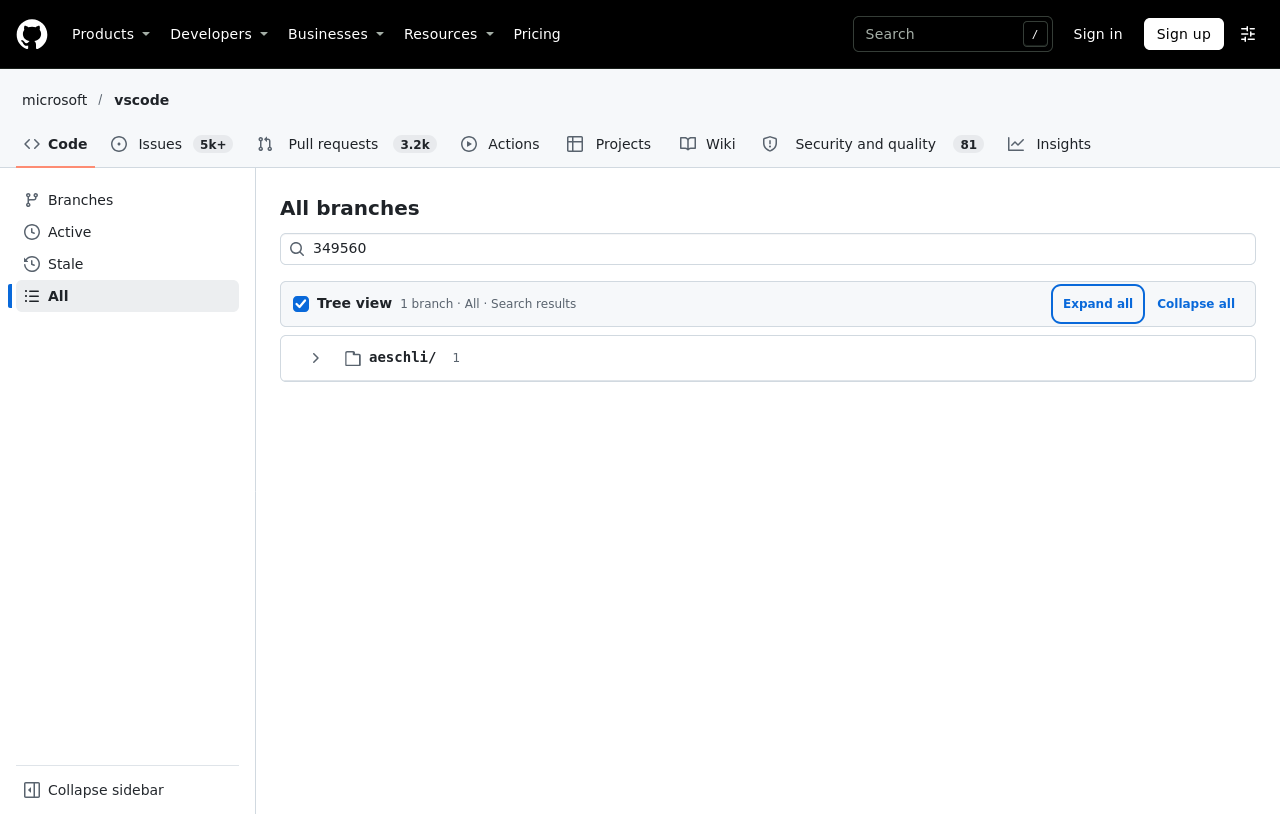 Products Developers Businesses Resources Pricing Search / Sign in Sign up
microsoft / vscode
Code Issues 5k+ Pull requests 3.2k Actions Projects Wiki Security and quality 81 Insights
Branches
Active
Stale
All
All branches
349560
Tree view 1 branch · All · Search results Expand all Collapse all
aeschli/ 1
Collapse sidebar